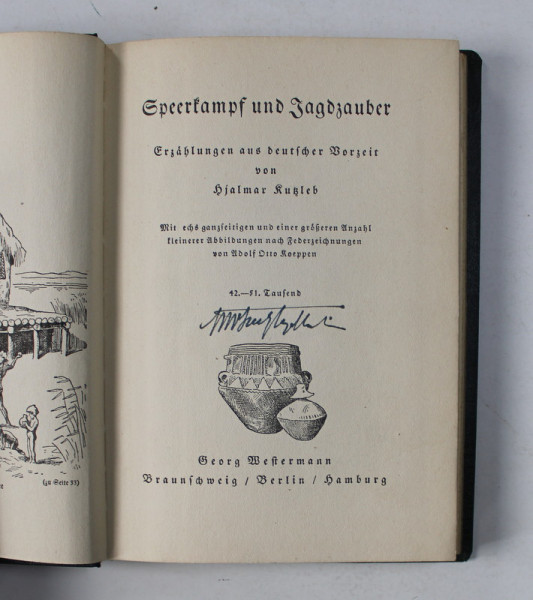 Speerkampf und Jagdzauber
Erzählungen aus deutscher Vorzeit
von
Hjalmar Kutzleb
Mit echs ganzseitigen und einer größeren Anzahl
kleinerer Abbildungen nach Federzeichnungen
von Adolf Otto Koeppen
42.–51. Tausend
Georg Westermann
Braunschweig / Berlin / Hamburg
(zu Seite 37)